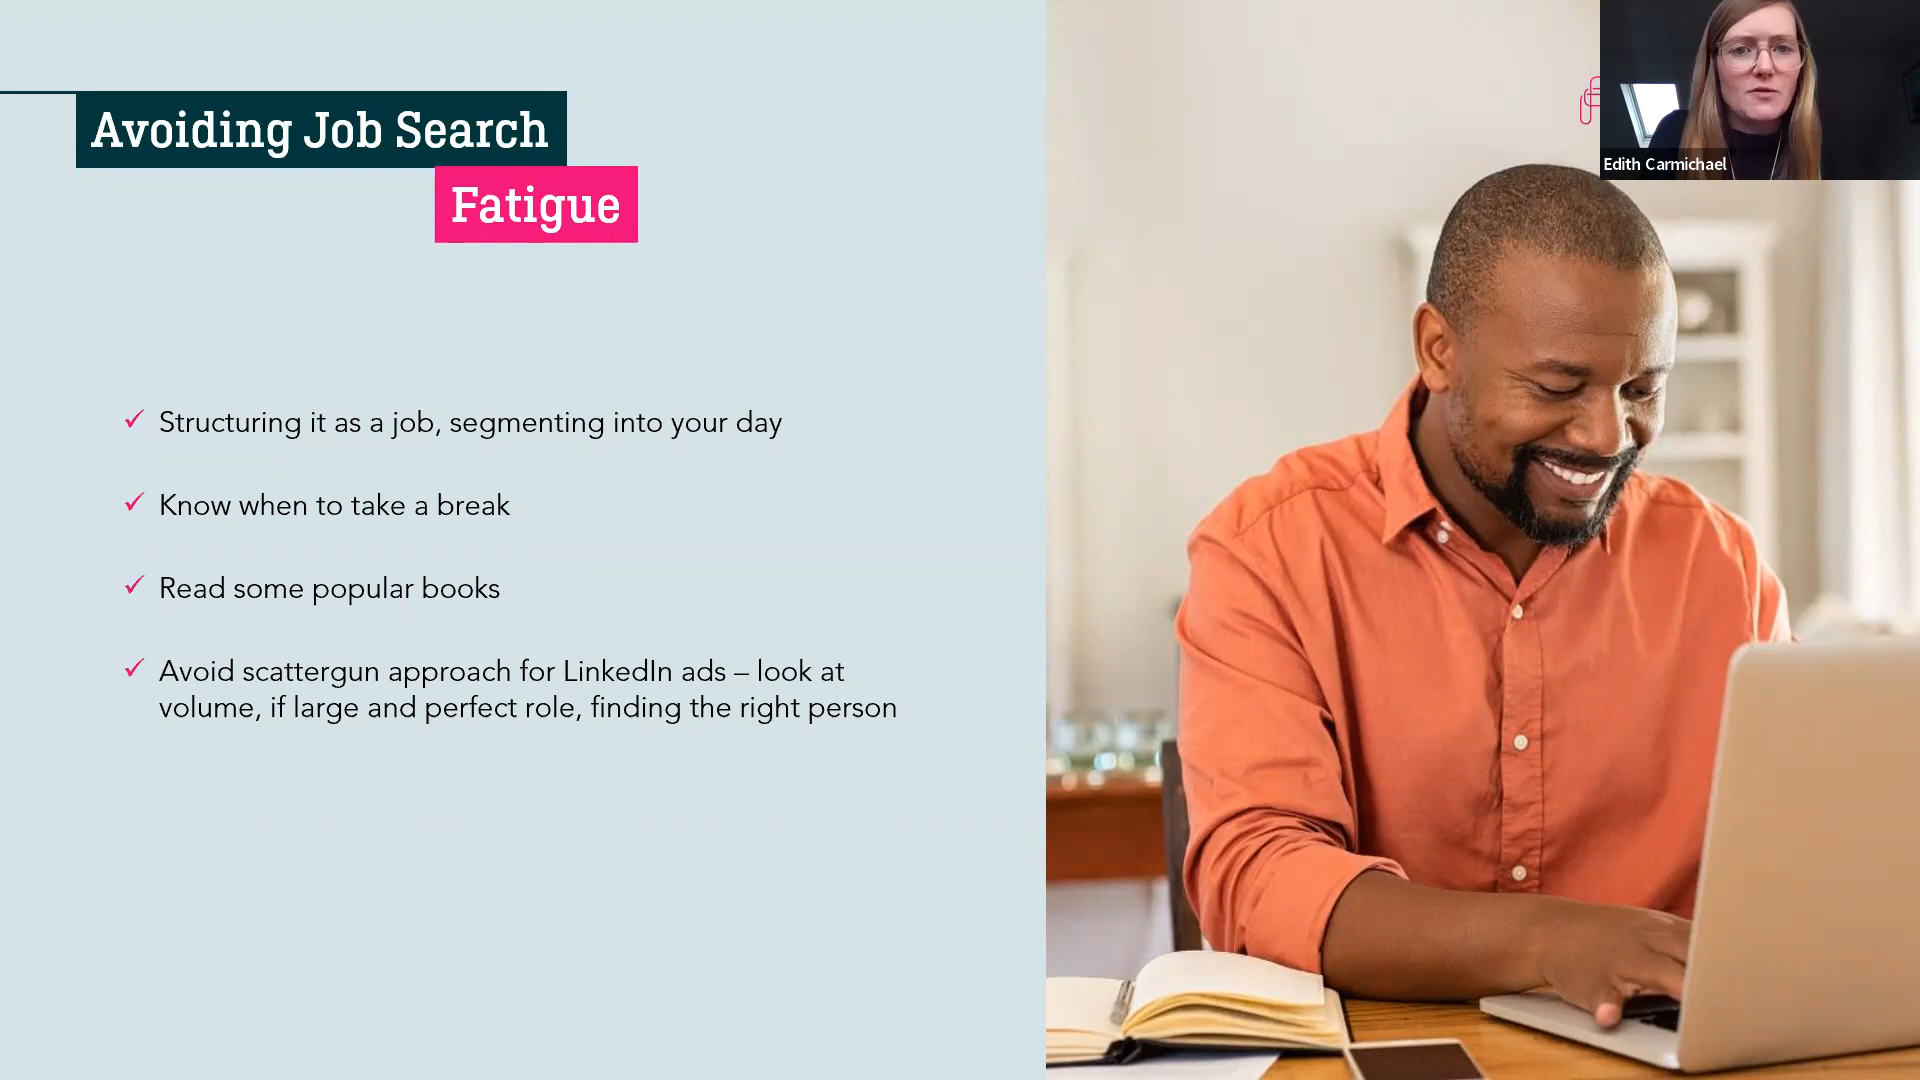 Avoiding Job Search
Fatigue
Structuring it as a job, segmenting into your day
Know when to take a break
Read some popular books
Avoid scattergun approach for LinkedIn ads – look at
volume, if large and perfect role, finding the right person
Edith Carmichael